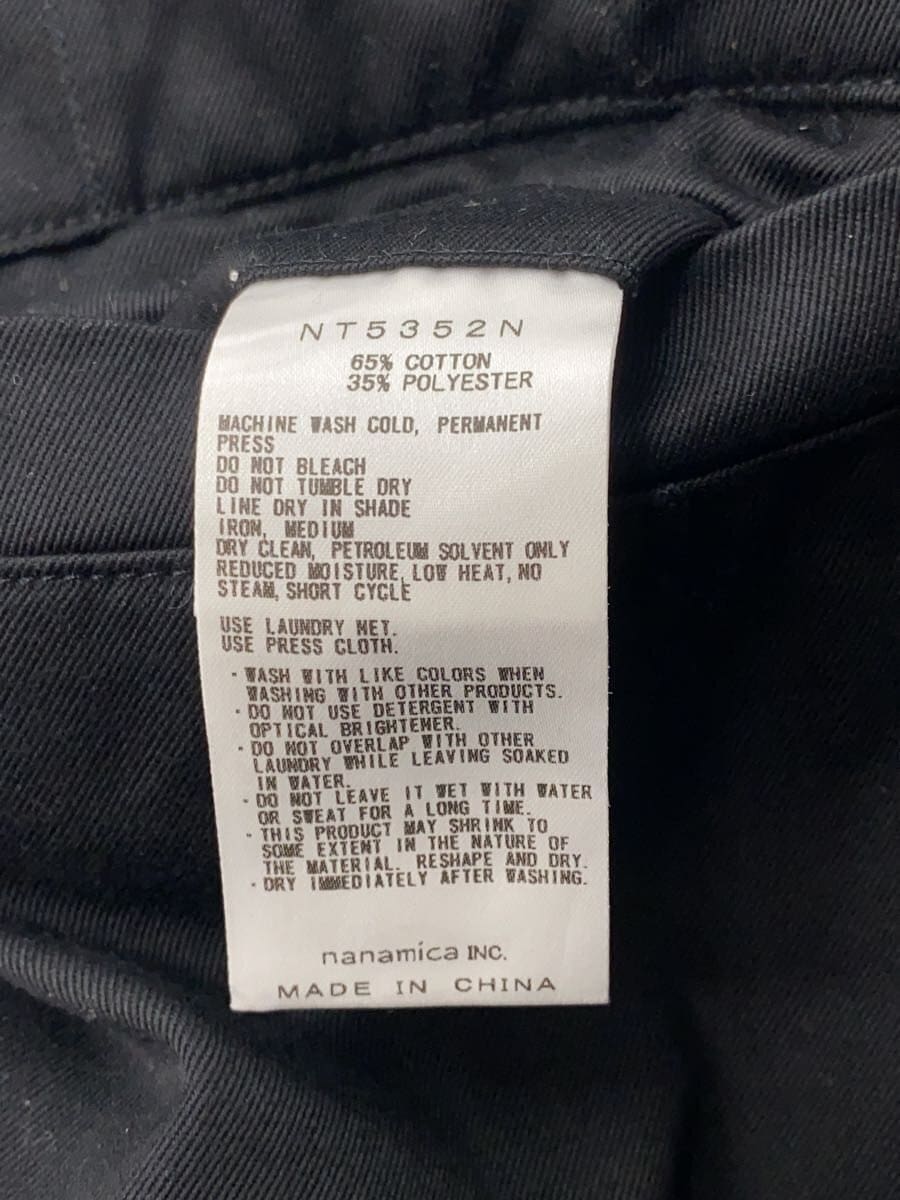 NT5352N
65% COTTON
35% POLYESTER
MACHINE WASH COLD, PERMANENT
PRESS
DO NOT BLEACH
DO NOT TUMBLE DRY
LINE DRY IN SHADE
IRON, MEDIUM
DRY CLEAN, PETROLEUM SOLVENT ONLY
REDUCED MOISTURE, LOW HEAT, NO
STEAM, SHORT CYCLE
USE LAUNDRY NET.
USE PRESS CLOTH.
・WASH WITH LIKE COLORS WHEN
WASHING WITH OTHER PRODUCTS.
・DO NOT USE DETERGENT WITH
OPTICAL BRIGHTENER.
・DO NOT OVERLAP WITH OTHER
LAUNDRY WHILE LEAVING SOAKED
IN WATER.
・DO NOT LEAVE IT WET WITH WATER
OR SWEAT FOR A LONG TIME.
・THIS PRODUCT MAY SHRINK TO
SOME EXTENT IN THE NATURE OF
THE MATERIAL. RESHAPE AND DRY.
・DRY IMMEDIATELY AFTER WASHING.
nanamica INC.
MADE IN CHINA